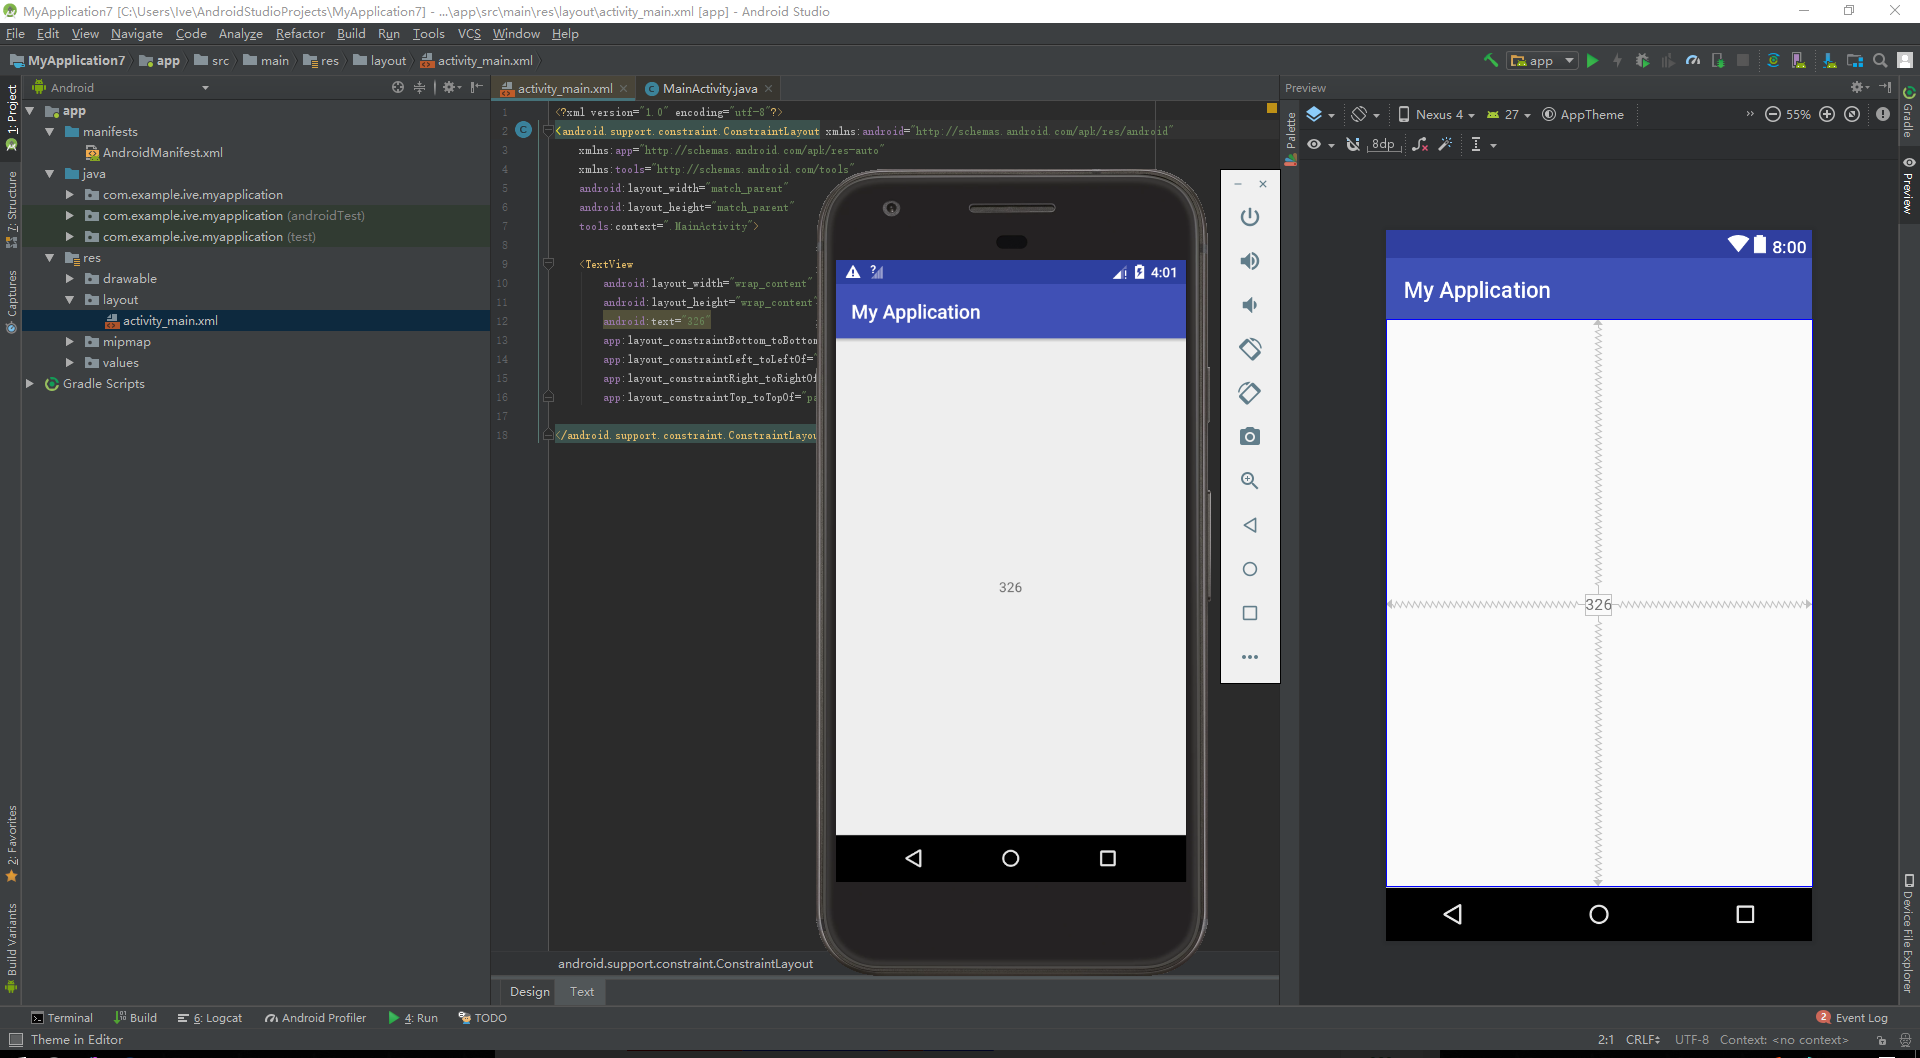 MyApplication7 [C:\Users\Ive\AndroidStudioProjects\MyApplication7] - ...\app\src\main\res\layout\activity_main.xml [app] - Android Studio
File Edit View Navigate Code Analyze Refactor Build Run Tools VCS Window Help
MyApplication7 app src main res layout activity_main.xml
app
1: Project
7: Structure
Captures
2: Favorites
Build Variants
Android
app
manifests
AndroidManifest.xml
java
com.example.ive.myapplication
com.example.ive.myapplication (androidTest)
com.example.ive.myapplication (test)
res
drawable
layout
activity_main.xml
mipmap
values
Gradle Scripts
activity_main.xml MainActivity.java
1 <?xml version="1.0" encoding="utf-8"?>
2 <android.support.constraint.ConstraintLayout xmlns:android="http://schemas.android.com/apk/res/android"
3 xmlns:app="http://schemas.android.com/apk/res-auto"
4 xmlns:tools="http://schemas.android.com/tools"
5 android:layout_width="match_parent"
6 android:layout_height="match_parent"
7 tools:context=".MainActivity">
8
9 <TextView
10 android:layout_width="wrap_content"
11 android:layout_height="wrap_content"
12 android:text="326"
13 app:layout_constraintBottom_toBottom
14 app:layout_constraintLeft_toLeftOf="
15 app:layout_constraintRight_toRightOf
16 app:layout_constraintTop_toTopOf="pa
17
18 </android.support.constraint.ConstraintLayou
android.support.constraint.ConstraintLayout
Design Text
4:01
My Application
326
Preview
Palette
Nexus 4 27 AppTheme 55%
8dp
8:00
My Application
326
Gradle
Preview
Device File Explorer
Terminal Build 6: Logcat Android Profiler 4: Run TODO
2 Event Log
Theme in Editor
2:1 CRLF UTF-8 Context: <no context>